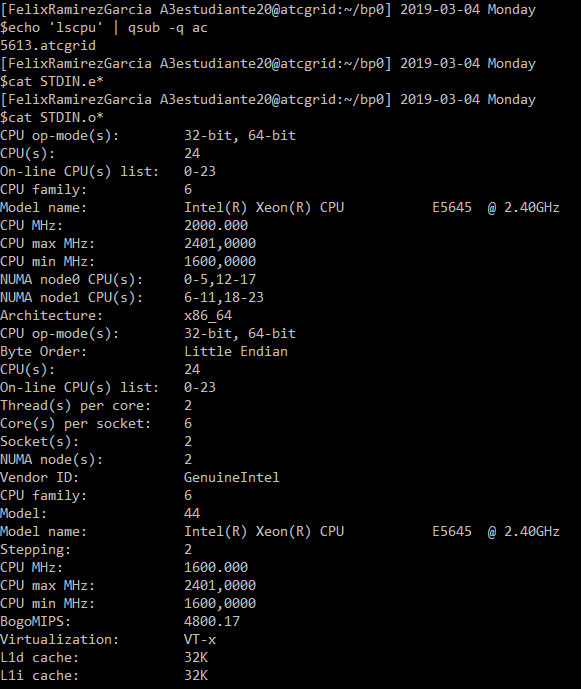 [FelixRamirezGarcia A3estudiante20@atcgrid:~/bp0] 2019-03-04 Monday
$echo 'lscpu' | qsub -q ac
5613.atcgrid
[FelixRamirezGarcia A3estudiante20@atcgrid:~/bp0] 2019-03-04 Monday
$cat STDIN.e*
[FelixRamirezGarcia A3estudiante20@atcgrid:~/bp0] 2019-03-04 Monday
$cat STDIN.o*
CPU op-mode(s):        32-bit, 64-bit
CPU(s):                24
On-line CPU(s) list:   0-23
CPU family:            6
Model name:            Intel(R) Xeon(R) CPU           E5645  @ 2.40GHz
CPU MHz:               2000.000
CPU max MHz:           2401,0000
CPU min MHz:           1600,0000
NUMA node0 CPU(s):     0-5,12-17
NUMA node1 CPU(s):     6-11,18-23
Architecture:          x86_64
CPU op-mode(s):        32-bit, 64-bit
Byte Order:            Little Endian
CPU(s):                24
On-line CPU(s) list:   0-23
Thread(s) per core:    2
Core(s) per socket:    6
Socket(s):             2
NUMA node(s):          2
Vendor ID:             GenuineIntel
CPU family:            6
Model:                 44
Model name:            Intel(R) Xeon(R) CPU           E5645  @ 2.40GHz
Stepping:              2
CPU MHz:               1600.000
CPU max MHz:           2401,0000
CPU min MHz:           1600,0000
BogoMIPS:              4800.17
Virtualization:        VT-x
L1d cache:             32K
L1i cache:             32K